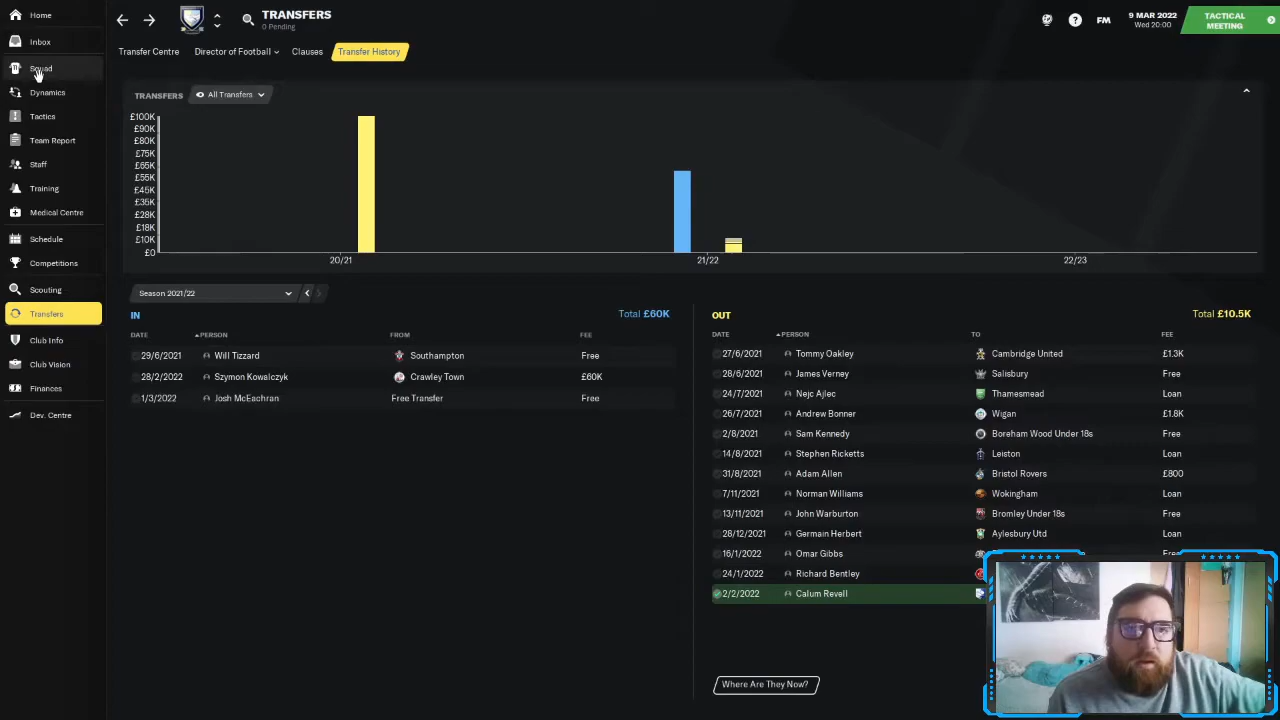 Home
Inbox
Squad
Dynamics
Tactics
Team Report
Staff
Training
Medical Centre
Schedule
Competitions
Scouting
Transfers
Club Info
Club Vision
Finances
Dev. Centre
TRANSFERS
0 Pending
FM
9 MAR 2022
Wed 20:00
TACTICAL MEETING
Transfer Centre Director of Football Clauses Transfer History
TRANSFERS All Transfers
£100K
£90K
£80K
£75K
£65K
£55K
£45K
£35K
£28K
£18K
£10K
£0
20/21 21/22 22/23
Season 2021/22
IN Total £60K
DATE PERSON FROM FEE
29/6/2021 Will Tizzard Southampton Free
28/2/2022 Szymon Kowalczyk Crawley Town £60K
1/3/2022 Josh McEachran Free Transfer Free
OUT Total £10.5K
DATE PERSON TO FEE
27/6/2021 Tommy Oakley Cambridge United £1.3K
28/6/2021 James Verney Salisbury Free
24/7/2021 Nejc Ajlec Thamesmead Loan
26/7/2021 Andrew Bonner Wigan £1.8K
2/8/2021 Sam Kennedy Boreham Wood Under 18s Free
14/8/2021 Stephen Ricketts Leiston Loan
31/8/2021 Adam Allen Bristol Rovers £800
7/11/2021 Norman Williams Wokingham Loan
13/11/2021 John Warburton Bromley Under 18s Free
28/12/2021 Germain Herbert Aylesbury Utd Loan
16/1/2022 Omar Gibbs
24/1/2022 Richard Bentley
2/2/2022 Calum Revell
Where Are They Now?